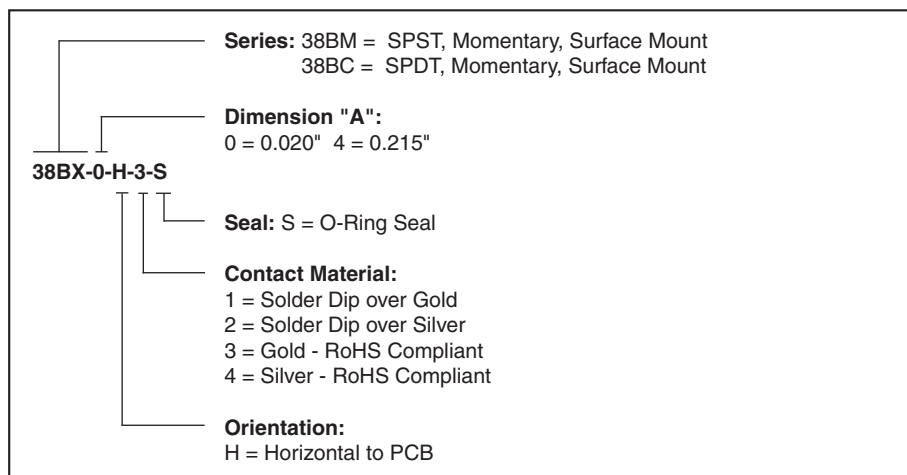 Series: 38BM = SPST, Momentary, Surface Mount
38BC = SPDT, Momentary, Surface Mount
Dimension "A":
0 = 0.020" 4 = 0.215"
38BX-0-H-3-S
Seal: S = O-Ring Seal
Contact Material:
1 = Solder Dip over Gold
2 = Solder Dip over Silver
3 = Gold - RoHS Compliant
4 = Silver - RoHS Compliant
Orientation:
H = Horizontal to PCB